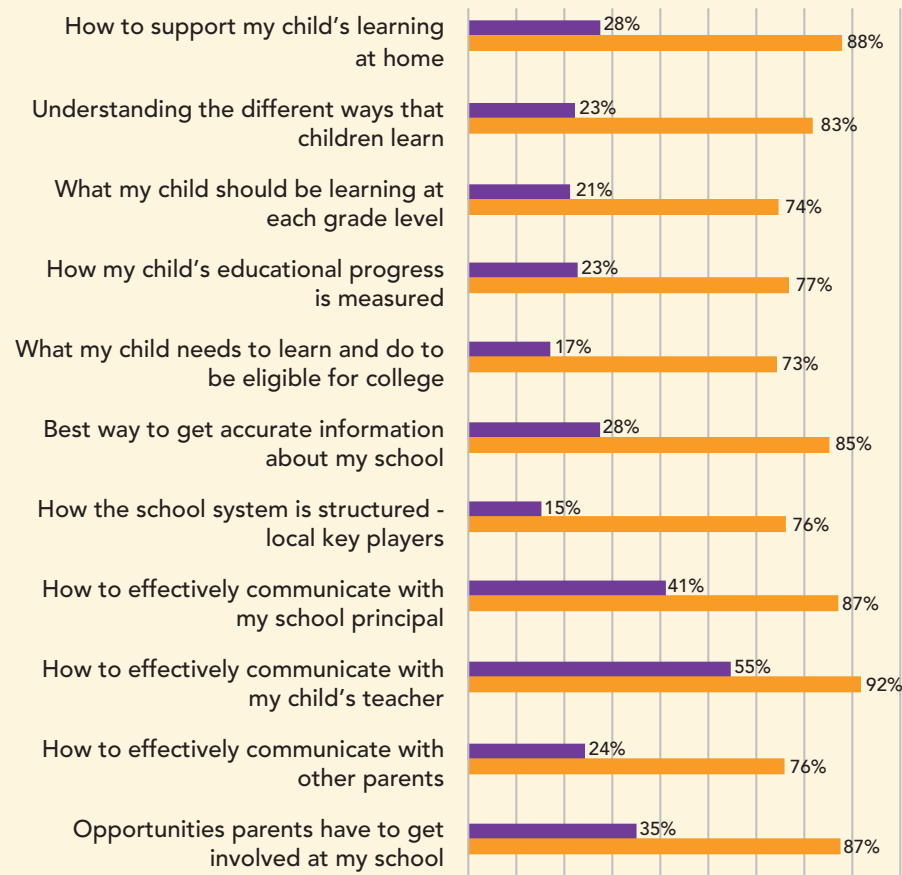 How to support my child’s learning
at home
28%
88%
Understanding the different ways that
children learn
23%
83%
What my child should be learning at
each grade level
21%
74%
How my child’s educational progress
is measured
23%
77%
What my child needs to learn and do to
be eligible for college
17%
73%
Best way to get accurate information
about my school
28%
85%
How the school system is structured -
local key players
15%
76%
How to effectively communicate with
my school principal
41%
87%
How to effectively communicate with
my child’s teacher
55%
92%
How to effectively communicate with
other parents
24%
76%
Opportunities parents have to get
involved at my school
35%
87%